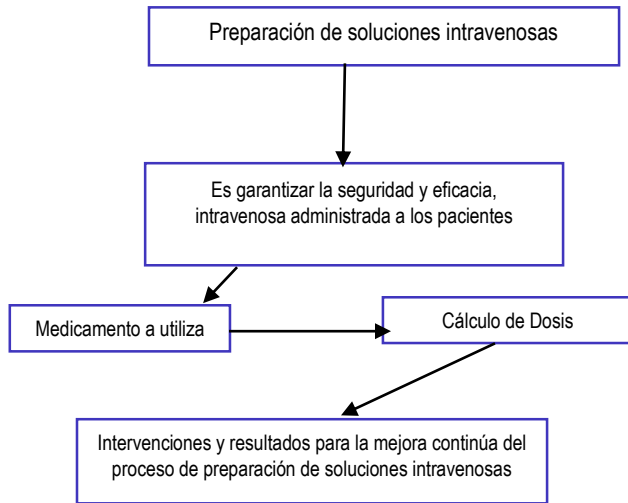 Preparación de soluciones intravenosas
Es garantizar la seguridad y eficacia,
intravenosa administrada a los pacientes
Medicamento a utiliza
Cálculo de Dosis
Intervenciones y resultados para la mejora continúa del
proceso de preparación de soluciones intravenosas